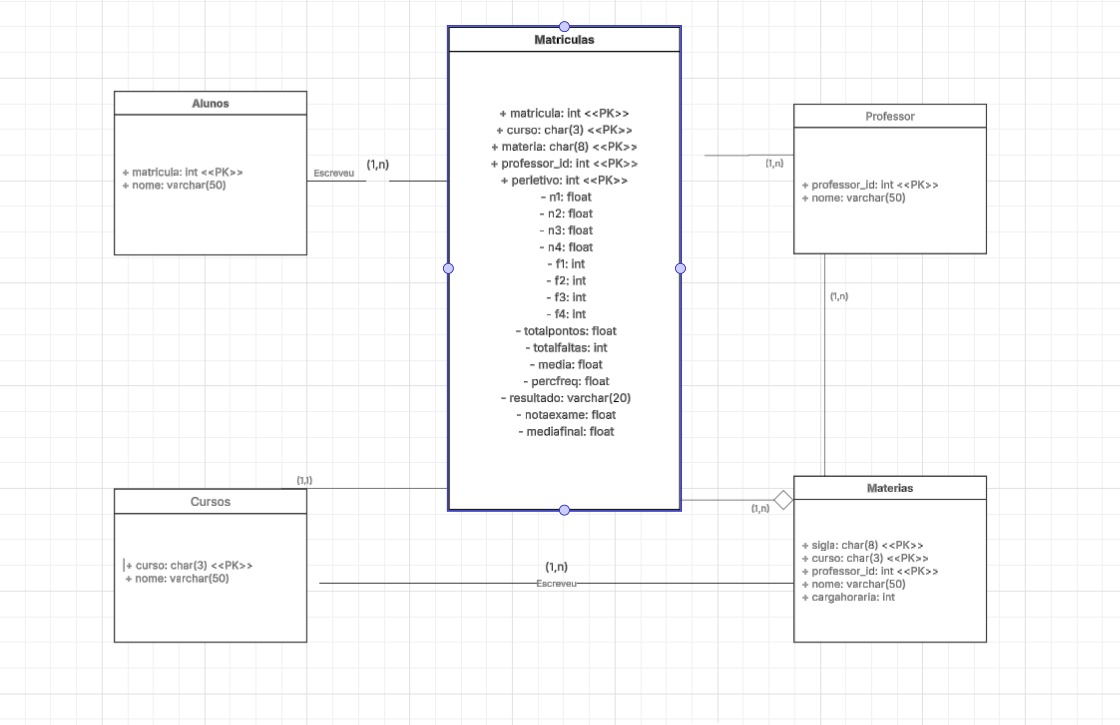 Matriculas
+ matricula: int <<PK>>
+ curso: char(3) <<PK>>
+ materia: char(8) <<PK>>
+ professor_id: int <<PK>>
+ perletivo: int <<PK>>
- n1: float
- n2: float
- n3: float
- n4: float
- f1: int
- f2: int
- f3: int
- f4: int
- totalpontos: float
- totalfaltas: int
- media: float
- percfreq: float
- resultado: varchar(20)
- notaexame: float
- mediafinal: float
Alunos
+ matricula: int <<PK>>
+ nome: varchar(50)
Escreveu
(1,n)
Professor
+ professor_id: int <<PK>>
+ nome: varchar(50)
(1,n)
(1,n)
Cursos
+ curso: char(3) <<PK>>
+ nome: varchar(50)
(1,1)
(1,n)
Escreveu
(1,n)
Materias
+ sigla: char(8) <<PK>>
+ curso: char(3) <<PK>>
+ professor_id: int <<PK>>
+ nome: varchar(50)
+ cargahoraria: int